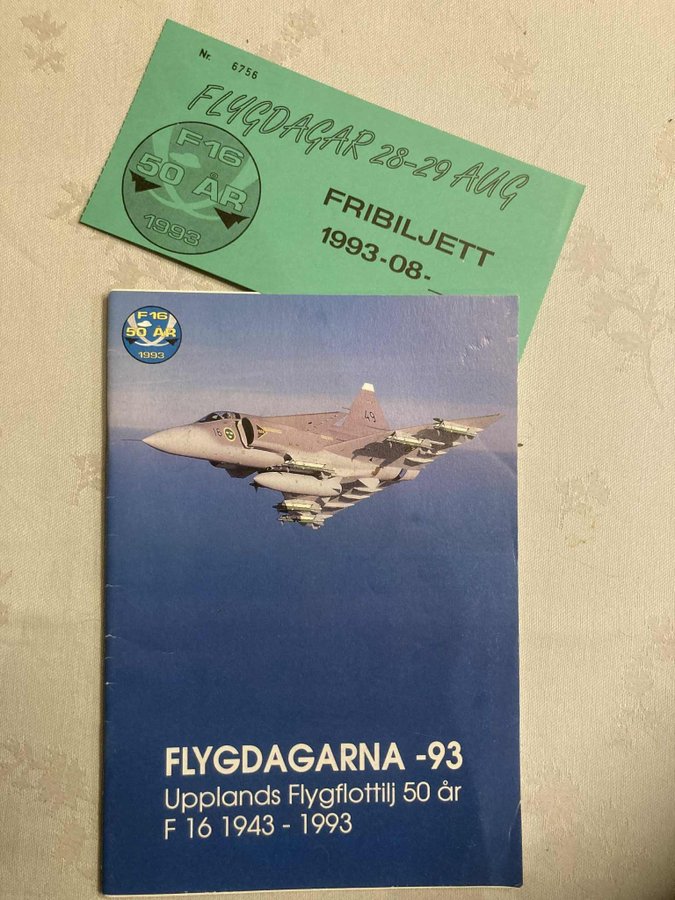 Nr. 6756
FLYGDAGAR 28-29 AUG
F16
50 ÅR
1993
FRIBILJETT
1993-08-_
F16
50 ÅR
1993
49
16
FLYGDAGARNA -93
Upplands Flygflottilj 50 år
F 16 1943 - 1993